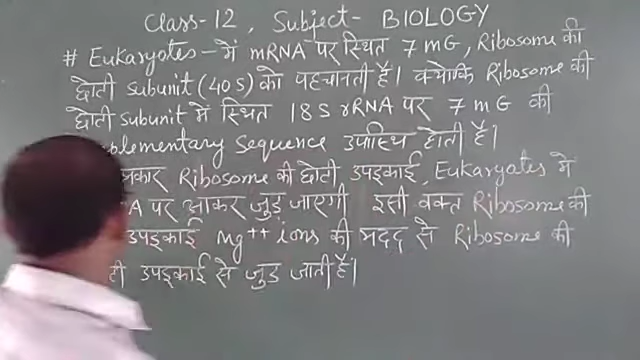 Class-12, Subject- BIOLOGY
# Eukaryotes - में mRNA पर स्थित 7mG, Ribosome की
छोटी subunit (40S) को पहचानती है। क्योकि Ribosome की
छोटी subunit में स्थित 18S rRNA पर 7mG की
plementary sequence उपस्थि होती है।
प्रकार Ribosome की छोटी उपइकाई, Eukaryotes में
A पर आकर जुड़ जाएगी इसी वक्त Ribosome की
उपइकाई Mg++ ions की मदद से Ribosome की
टी उपइकाई से जुड़ जाती है।